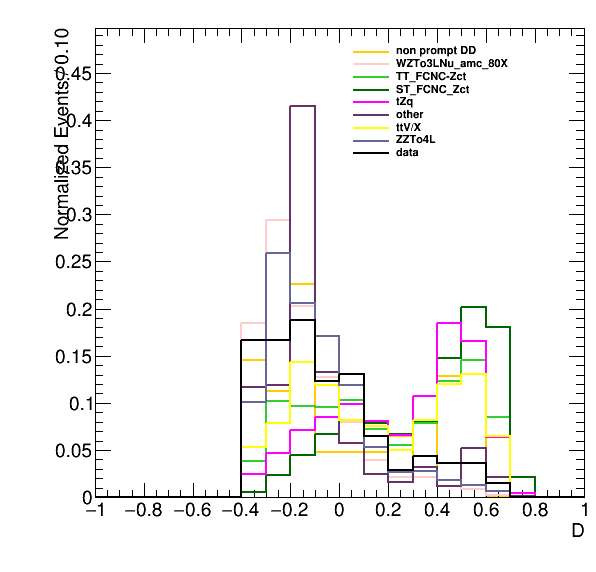 Normalized Events / 0.10
non prompt DD
WZTo3LNu_amc_80X
TT_FCNC-Zct
ST_FCNC_Zct
tZq
other
ttV/X
ZZTo4L
data
0.45
0.4
0.35
0.3
0.25
0.2
0.15
0.1
0.05
0
−1 −0.8 −0.6 −0.4 −0.2 0 0.2 0.4 0.6 0.8 1
D